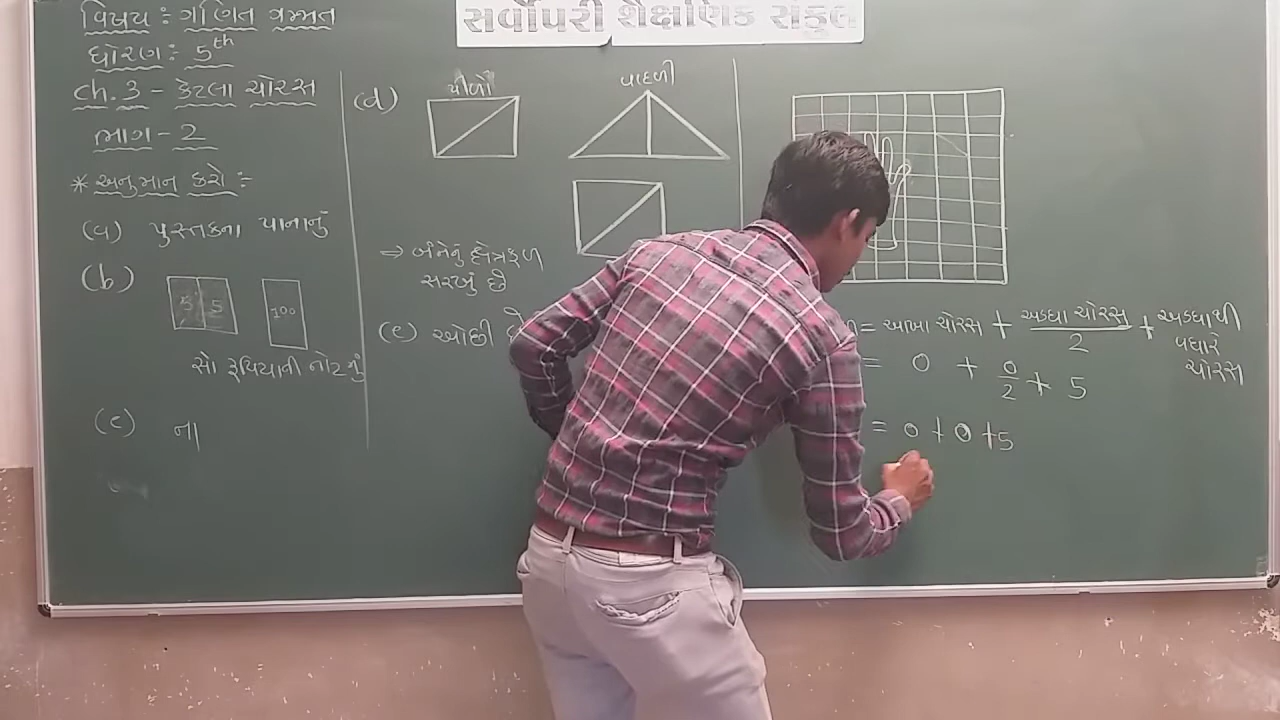 સર્વોપરી શૈક્ષણિક સંકુલ
વિષય : ગણિત ગમ્મત
ધોરણ : 5th
ch. 3 - કેટલા ચોરસ
ભાગ - 2
* અનુમાન કરો :-
(a) પુસ્તકના પાનાનું
(b)
5 5
100
સો રૂપિયાની નોટનું
(c) ના
(d) પીળો વાદળી
⇒ બંનેનું ક્ષેત્રફળ
સરખું છે
(e) ઓછી
= આખા ચોરસ + અડધા ચોરસ/2 + અડધાથી વધારે ચોરસ
= 0 + 0/2 + 5
= 0 + 0 + 5